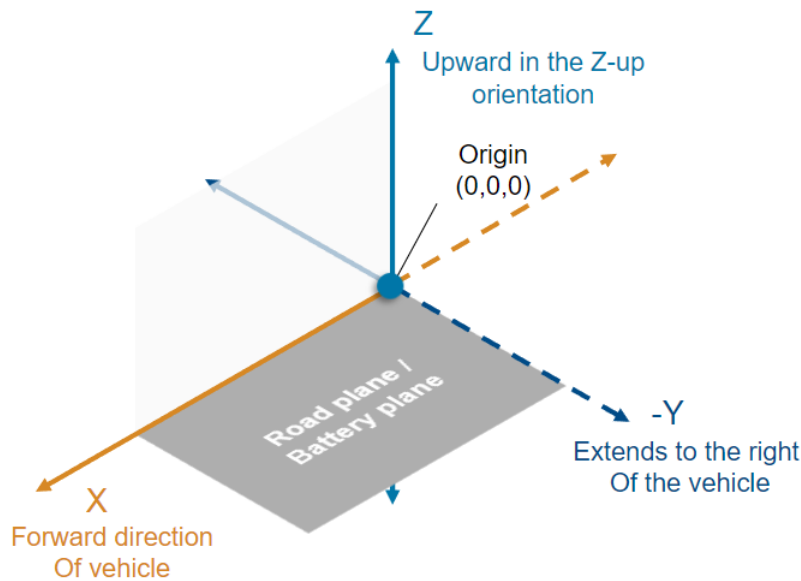 Z
Upward in the Z-up
orientation
Origin
(0,0,0)
Road plane /
Battery plane
-Y
Extends to the right
Of the vehicle
X
Forward direction
Of vehicle